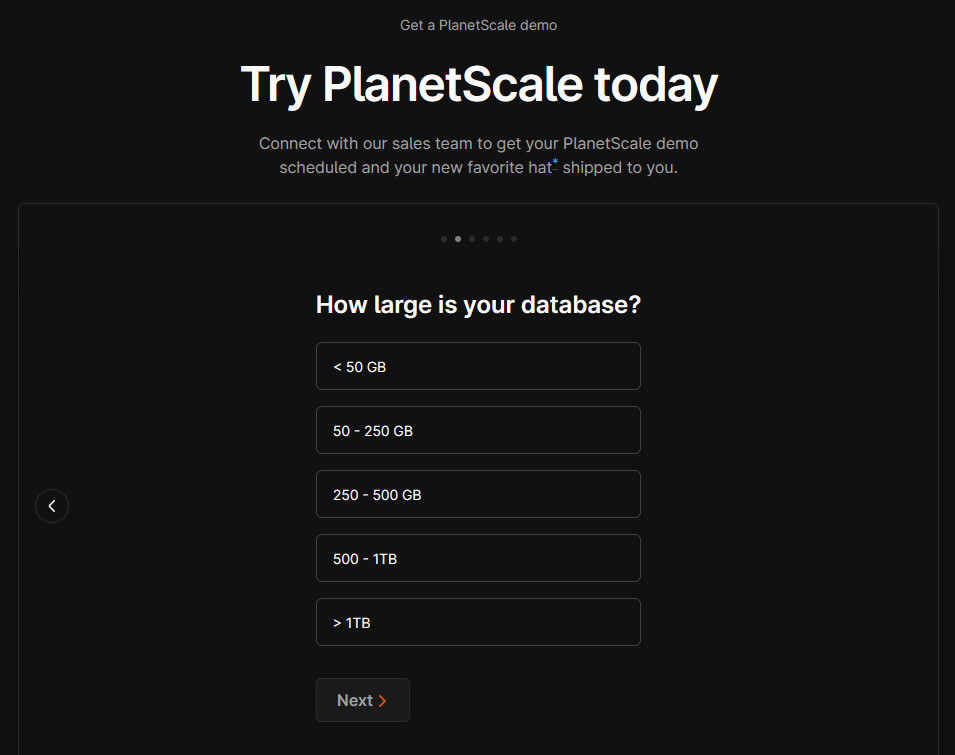 Get a PlanetScale demo
Try PlanetScale today
Connect with our sales team to get your PlanetScale demo
scheduled and your new favorite hat* shipped to you.
How large is your database?
< 50 GB
50 - 250 GB
250 - 500 GB
500 - 1TB
> 1TB
Next